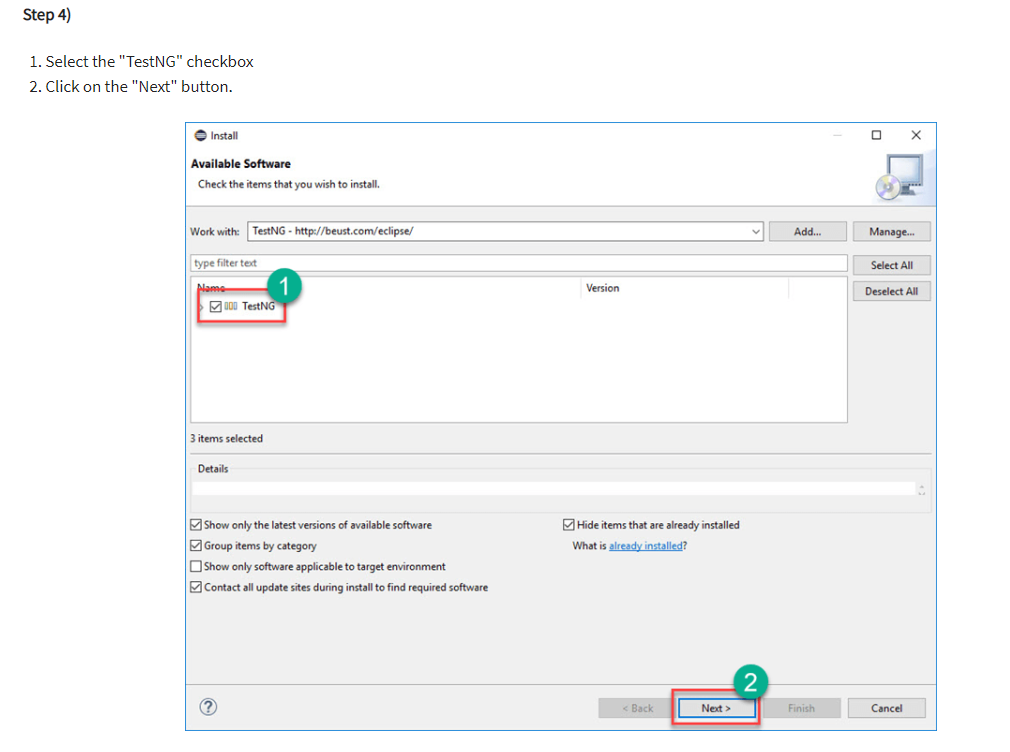 Step 4)
1. Select the "TestNG" checkbox
2. Click on the "Next" button.
Install
Available Software
Check the items that you wish to install.
Work with: TestNG - http://beust.com/eclipse/ Add... Manage...
type filter text Select All
Name Version Deselect All
1
TestNG
3 items selected
Details
Show only the latest versions of available software Hide items that are already installed
Group items by category What is already installed?
Show only software applicable to target environment
Contact all update sites during install to find required software
2
? < Back Next > Finish Cancel